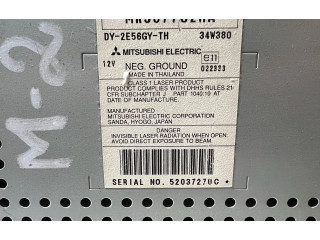 DY-2E56GY-TH 34W380
MITSUBISHI ELECTRIC e11
12V NEG. GROUND 022923
MADE IN THAILAND
CLASS 1 LASER PRODUCT
PRODUCT COMPLIES WITH DHHS RULES 21
CFR SUBCHAPTER J PART 1040.10 AT
DATE OF MANUFACTURE.
MANUFACTURED
MITSUBISHI ELECTRIC CORPORATION
SANDA, HYOGO, JAPAN
DANGER
INVISIBLE LASER RADIATION WHEN OPEN.
AVOID DIRECT EXPOSURE TO BEAM.
SERIAL NO. 52037270C
M-2